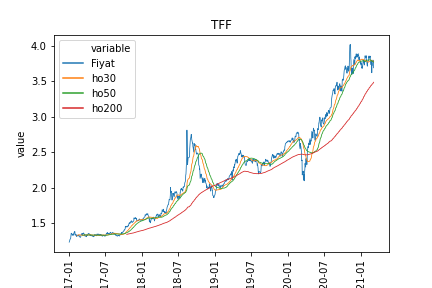 TFF
variable
Fiyat
ho30
ho50
ho200
value
4.0
3.5
3.0
2.5
2.0
1.5
17-01
17-07
18-01
18-07
19-01
19-07
20-01
20-07
21-01